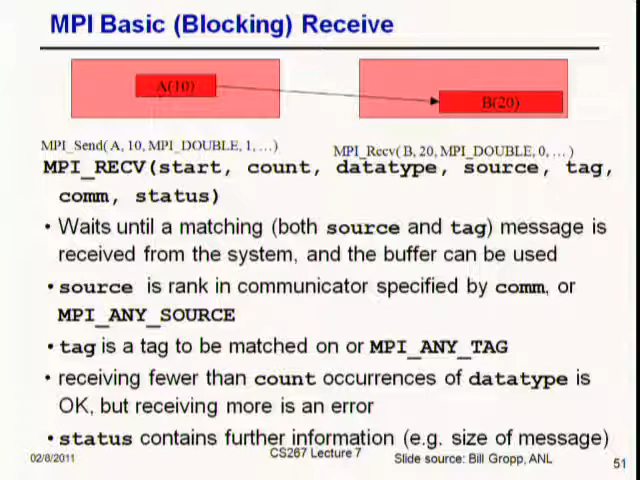 MPI Basic (Blocking) Receive
A(10)
B(20)
MPI_Send( A, 10, MPI_DOUBLE, 1, …)
MPI_Recv( B, 20, MPI_DOUBLE, 0, … )
MPI_RECV(start, count, datatype, source, tag,
comm, status)
• Waits until a matching (both source and tag) message is
received from the system, and the buffer can be used
• source is rank in communicator specified by comm, or
MPI_ANY_SOURCE
• tag is a tag to be matched on or MPI_ANY_TAG
• receiving fewer than count occurrences of datatype is
OK, but receiving more is an error
• status contains further information (e.g. size of message)
02/8/2011
CS267 Lecture 7
Slide source: Bill Gropp, ANL
51